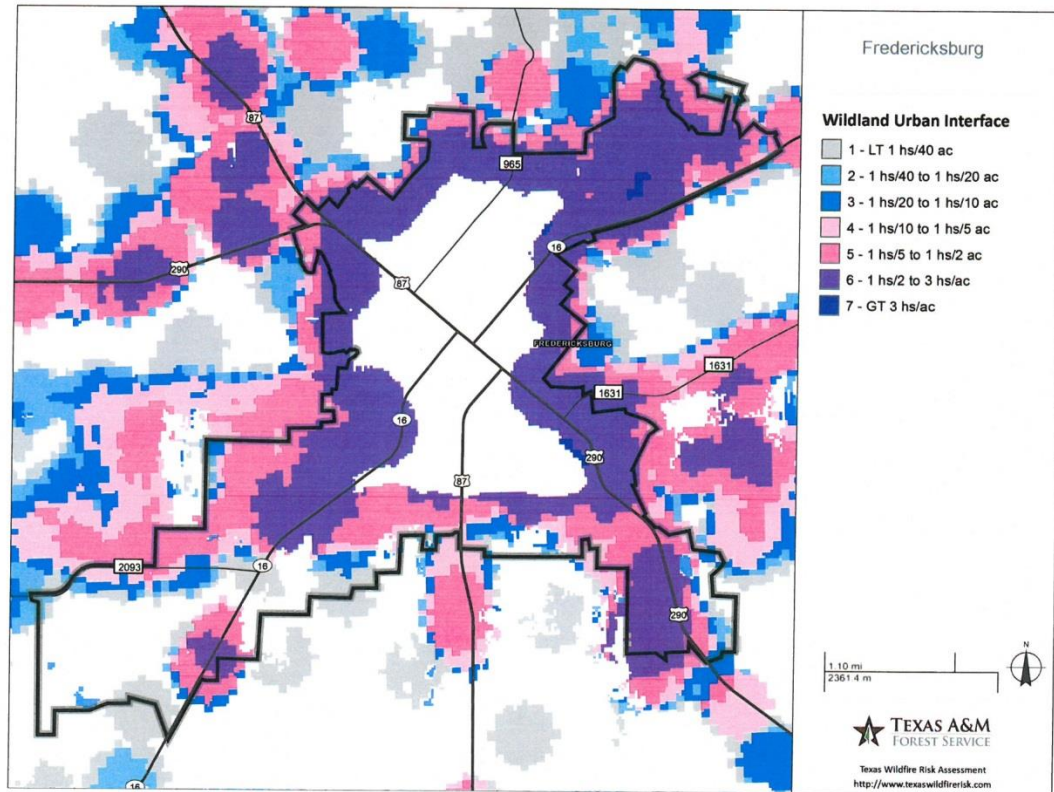 Fredericksburg
Wildland Urban Interface
1 - LT 1 hs/40 ac
2 - 1 hs/40 to 1 hs/20 ac
3 - 1 hs/20 to 1 hs/10 ac
4 - 1 hs/10 to 1 hs/5 ac
5 - 1 hs/5 to 1 hs/2 ac
6 - 1 hs/2 to 3 hs/ac
7 - GT 3 hs/ac
87
965
290
16
87
FREDERICKSBURG
1631
1631
16
290
87
2093
16
290
16
1.10 mi
2361.4 m
N
TEXAS A&M
FOREST SERVICE
Texas Wildfire Risk Assessment
http://www.texaswildfirerisk.com